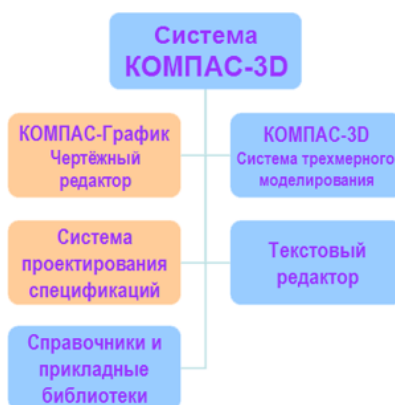 Система
КОМПАС-3D
КОМПАС-График
Чертёжный
редактор
КОМПАС-3D
Система трехмерного
моделирования
Система
проектирования
спецификаций
Текстовый
редактор
Справочники и
прикладные
библиотеки